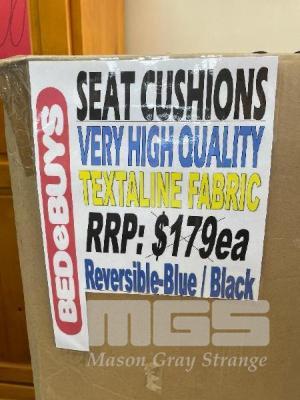 BEDeBUYS
SEAT CUSHIONS
VERY HIGH QUALITY
TEXTALINE FABRIC
RRP: $179ea
Reversible-Blue / Black
MGS
Mason Gray Strange